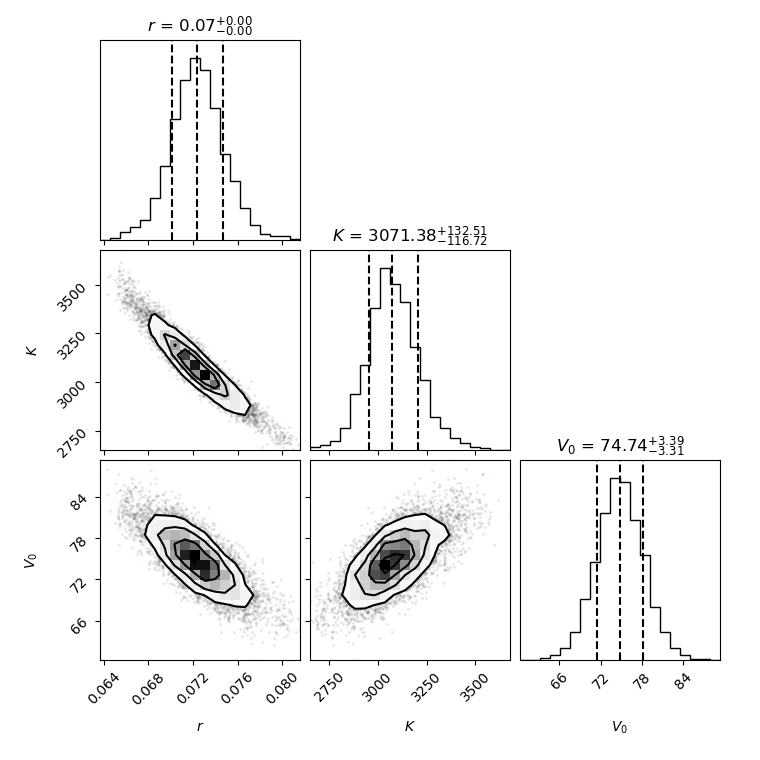 r = 0.07+0.00−0.00
K = 3071.38+132.51−116.72
K
3500
3250
3000
2750
V0 = 74.74+3.39−3.31
V0
84
78
72
66
0.064 0.068 0.072 0.076 0.080
2750 3000 3250 3500
66 72 78 84
r K V0